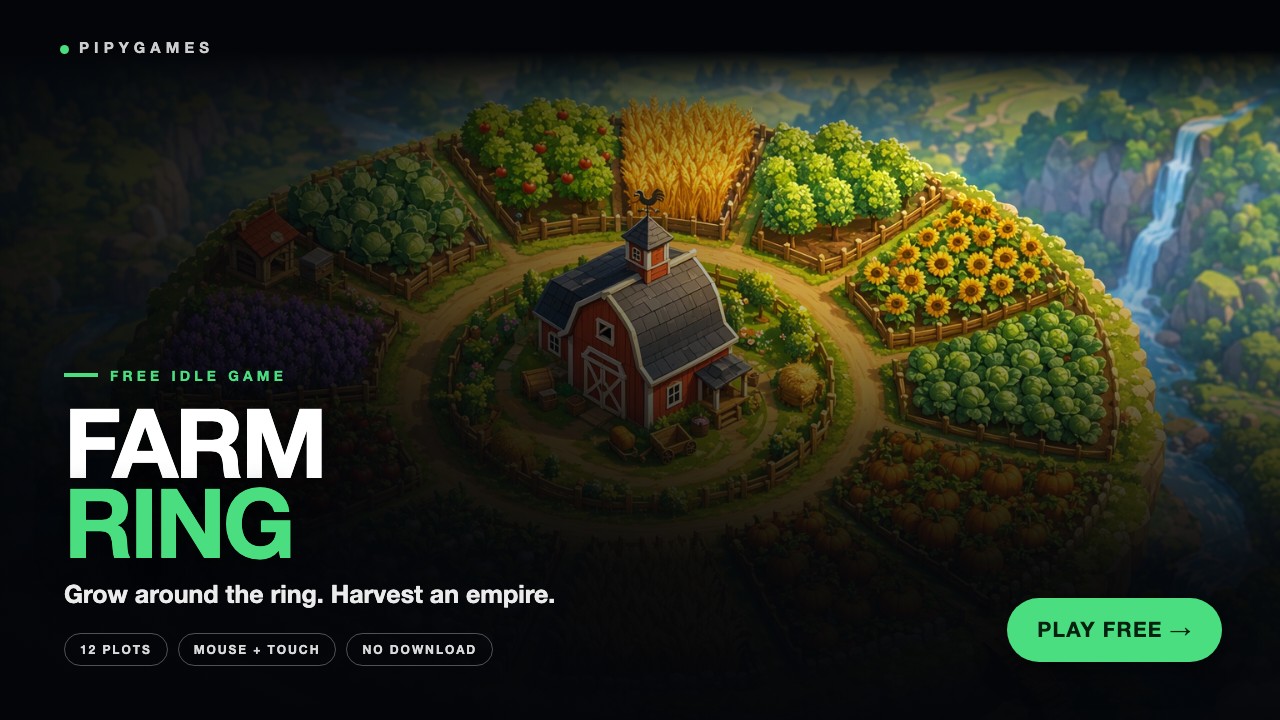 PIPYGAMES
FREE IDLE GAME
FARM
RING
Grow around the ring. Harvest an empire.
12 PLOTS
MOUSE + TOUCH
NO DOWNLOAD
PLAY FREE →